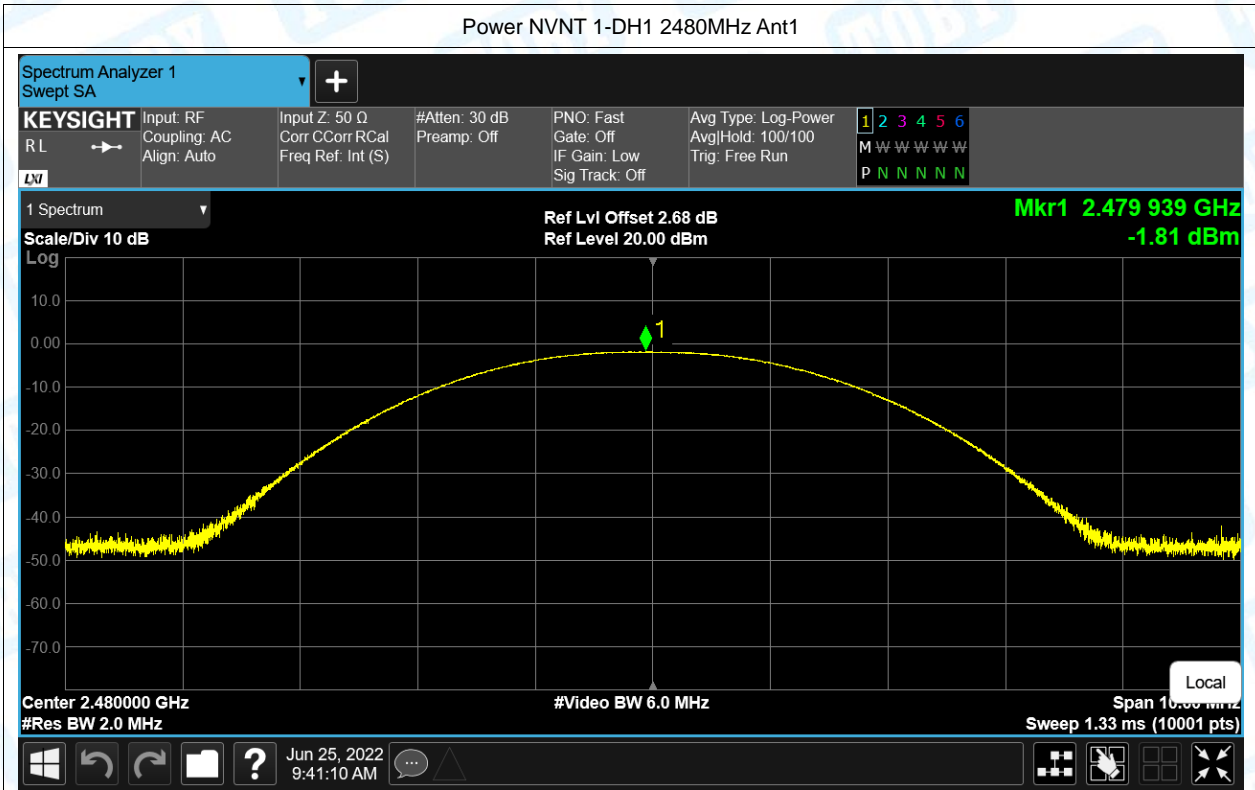 Power NVNT 1-DH1 2480MHz Ant1
Spectrum Analyzer 1
Swept SA
KEYSIGHT
RL
LXI
Input: RF
Coupling: AC
Align: Auto
Input Z: 50 Ω
Corr CCorr RCal
Freq Ref: Int (S)
#Atten: 30 dB
Preamp: Off
PNO: Fast
Gate: Off
IF Gain: Low
Sig Track: Off
Avg Type: Log-Power
Avg|Hold: 100/100
Trig: Free Run
1 2 3 4 5 6
M W W W W W
P N N N N N
1 Spectrum
Scale/Div 10 dB
Log
Ref Lvl Offset 2.68 dB
Ref Level 20.00 dBm
Mkr1 2.479 939 GHz
-1.81 dBm
10.0
0.00
-10.0
-20.0
-30.0
-40.0
-50.0
-60.0
-70.0
1
Center 2.480000 GHz
#Res BW 2.0 MHz
#Video BW 6.0 MHz
Span 10.00 MHz
Sweep 1.33 ms (10001 pts)
Local
?
Jun 25, 2022
9:41:10 AM